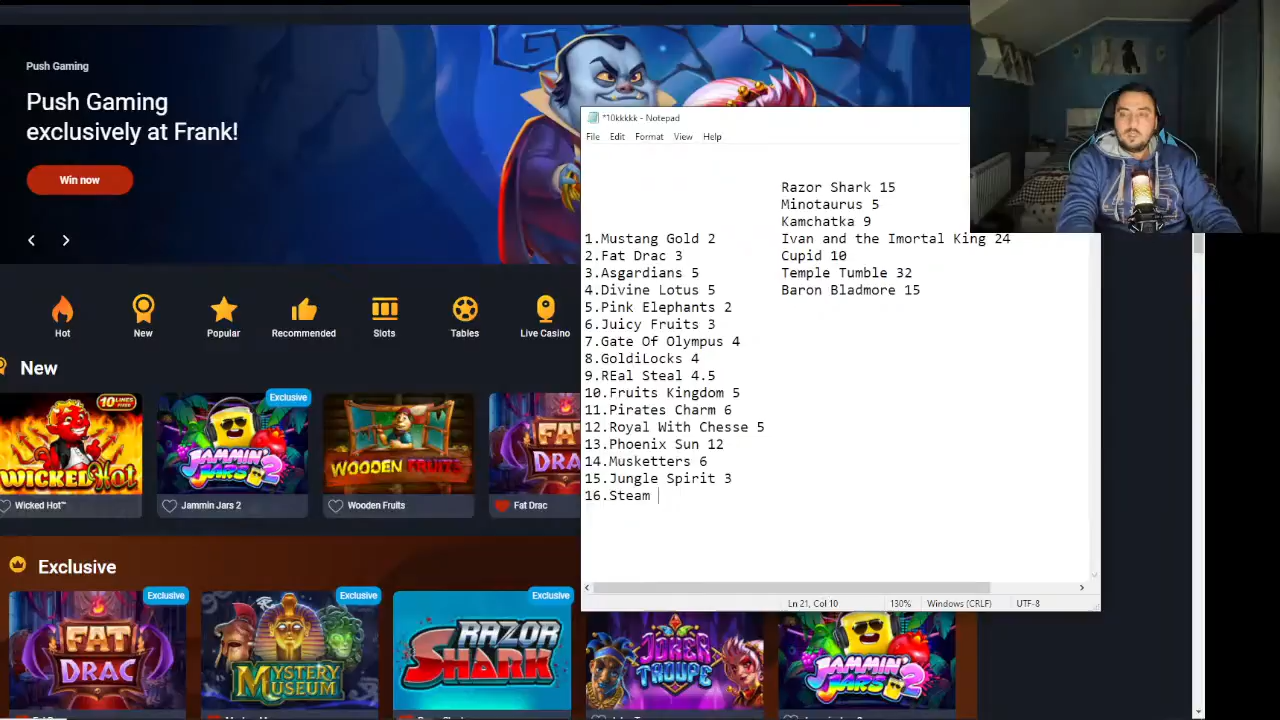 Push Gaming
Push Gaming
exclusively at Frank!
Win now
Hot
New
Popular
Recommended
Slots
Tables
Live Casino
New
10 LINES
WICKED HOT
Wicked Hot™
Exclusive
JAMMIN' JARS 2
Jammin Jars 2
WOODEN FRUITS
Wooden Fruits
Fat Drac
Exclusive
Exclusive
FAT DRAC
Exclusive
MYSTERY MUSEUM
Exclusive
RAZOR SHARK
JOKER TROUPE
JAMMIN' JARS 2
*10kkkkk - Notepad
File Edit Format View Help
Razor Shark 15
Minotaurus 5
Kamchatka 9
Ivan and the Imortal King 24
Cupid 10
Temple Tumble 32
Baron Bladmore 15
1.Mustang Gold 2
2.Fat Drac 3
3.Asgardians 5
4.Divine Lotus 5
5.Pink Elephants 2
6.Juicy Fruits 3
7.Gate Of Olympus 4
8.GoldiLocks 4
9.REal Steal 4.5
10.Fruits Kingdom 5
11.Pirates Charm 6
12.Royal With Chesse 5
13.Phoenix Sun 12
14.Musketters 6
15.Jungle Spirit 3
16.Steam
Ln 21, Col 10 130% Windows (CRLF) UTF-8